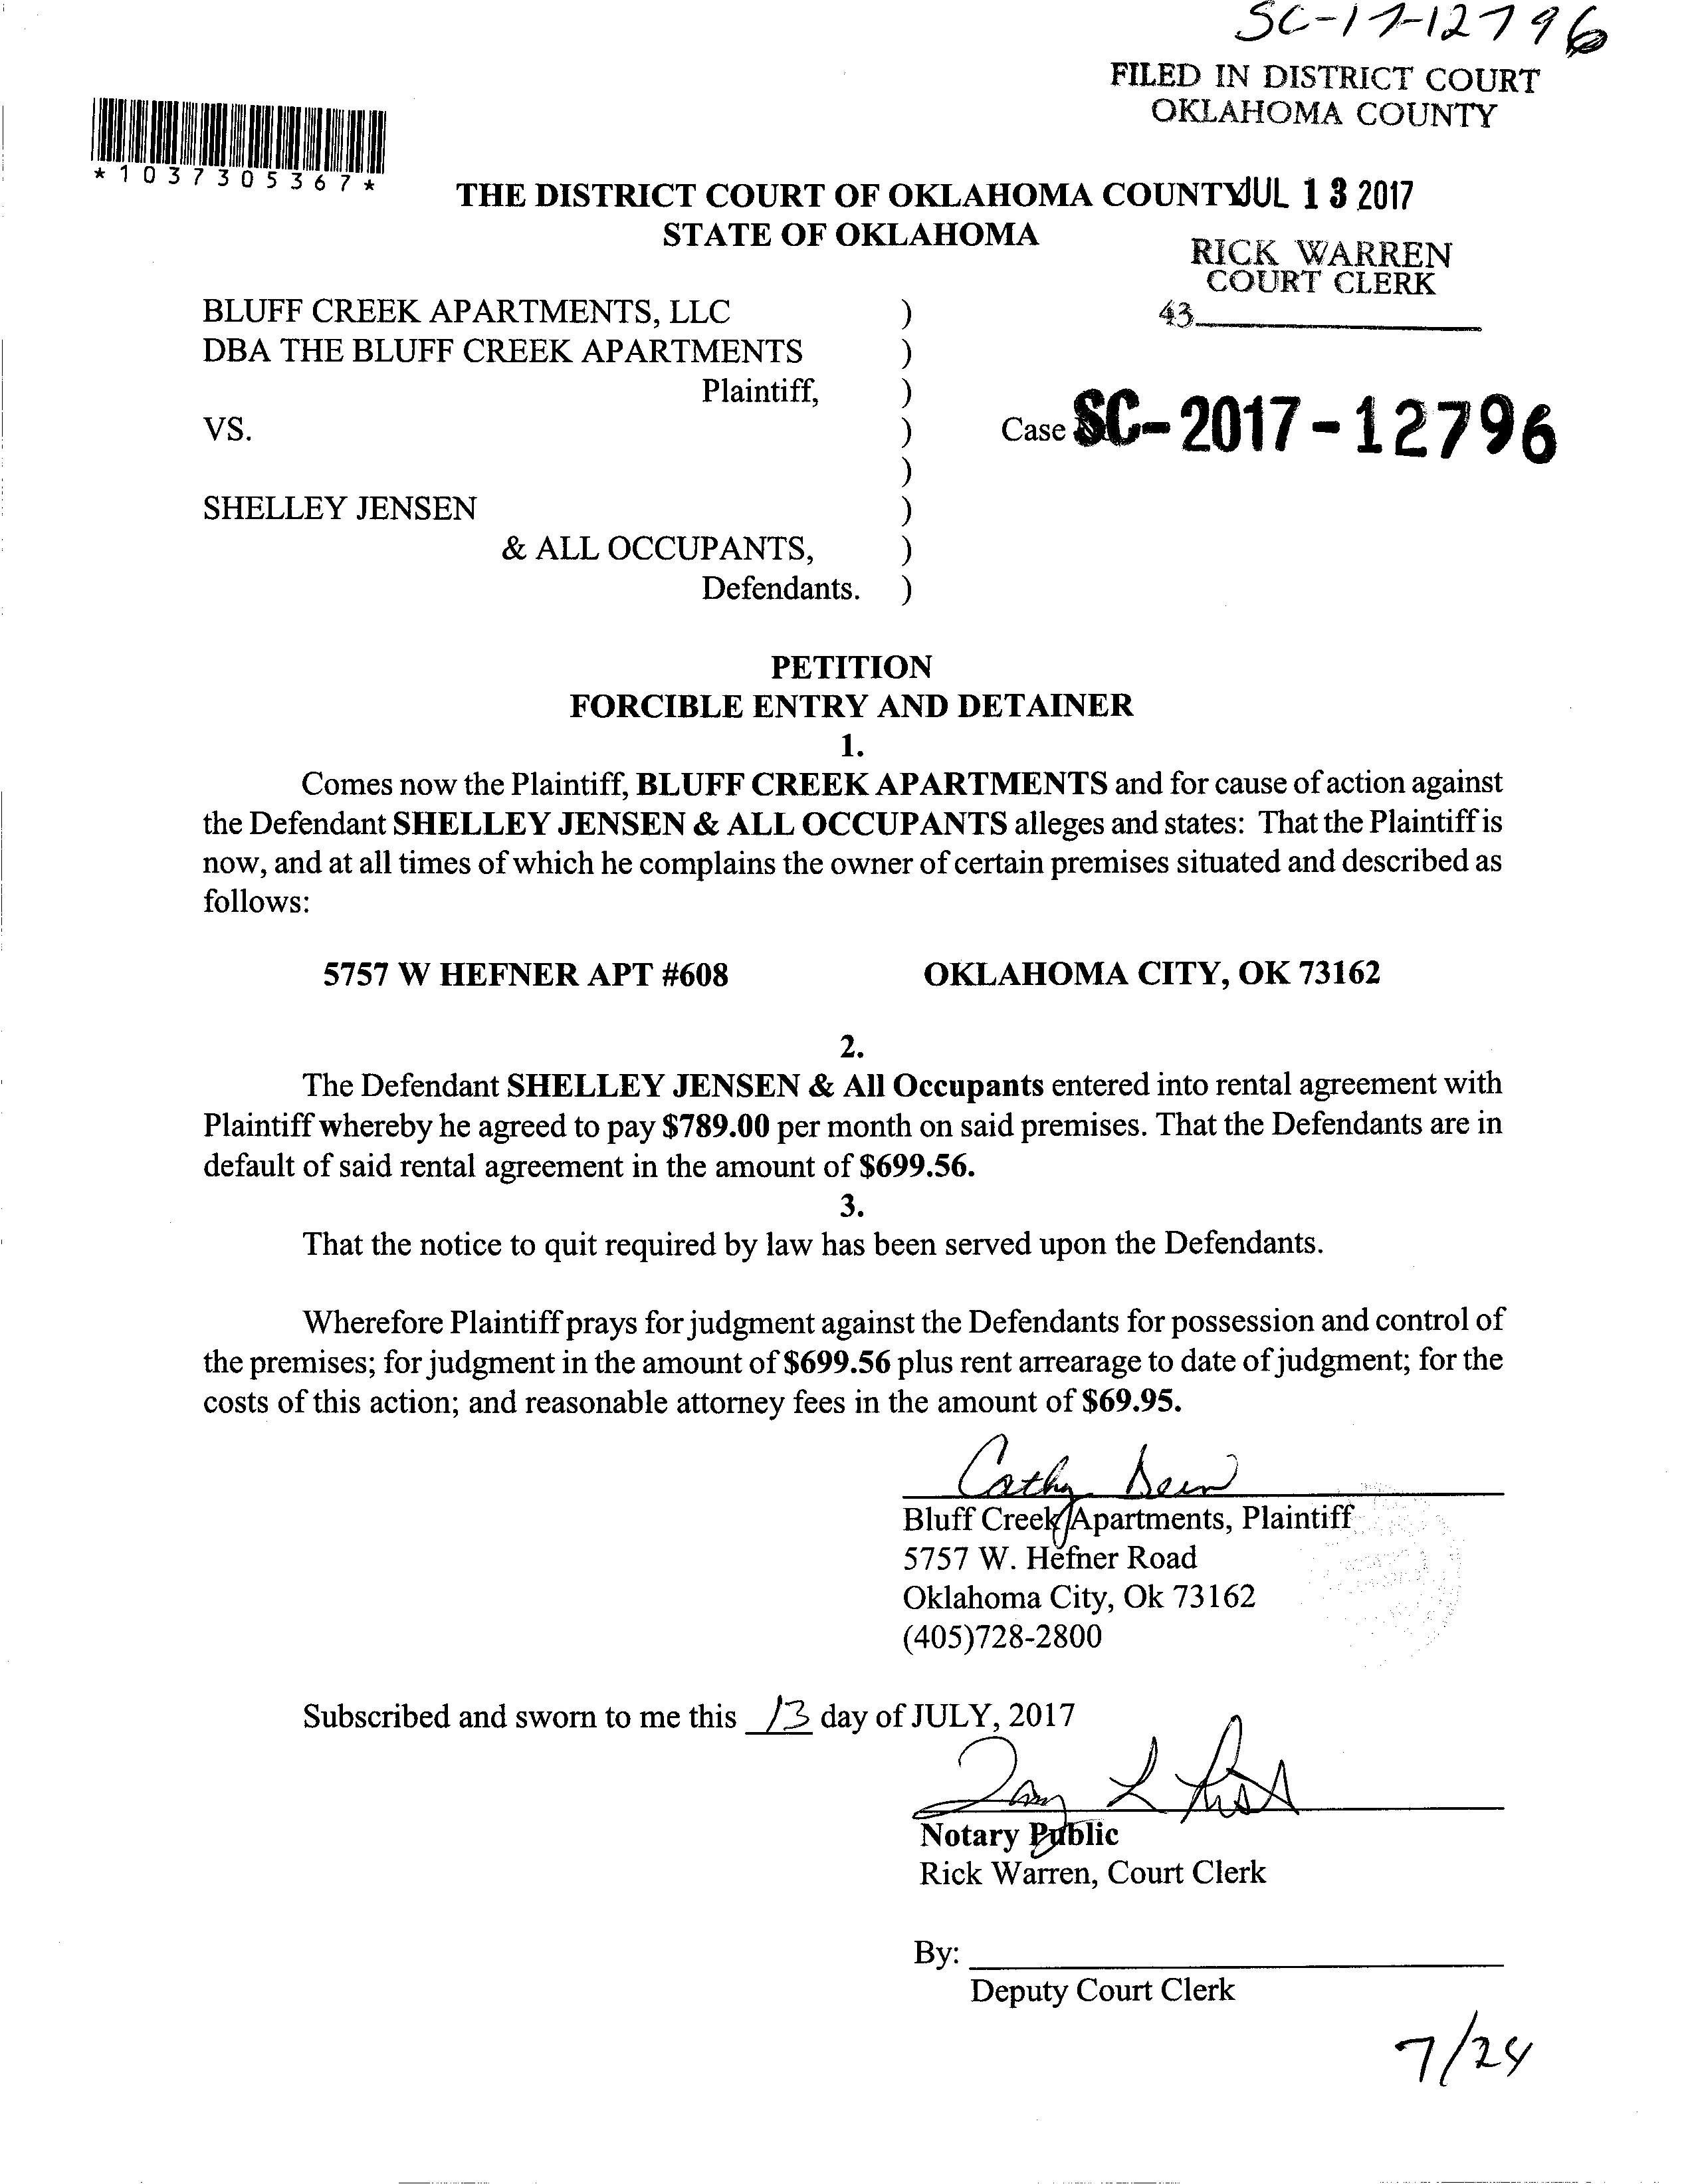 SC-17-12796
FILED IN DISTRICT COURT
OKLAHOMA COUNTY
*1037305367*
THE DISTRICT COURT OF OKLAHOMA COUNTY JUL 13 2017
STATE OF OKLAHOMA
RICK WARREN
COURT CLERK
43
BLUFF CREEK APARTMENTS, LLC )
DBA THE BLUFF CREEK APARTMENTS )
Plaintiff, )
VS. ) Case SC-2017-12796
)
SHELLEY JENSEN )
& ALL OCCUPANTS, )
Defendants. )
PETITION
FORCIBLE ENTRY AND DETAINER
1.
Comes now the Plaintiff, BLUFF CREEK APARTMENTS and for cause of action against
the Defendant SHELLEY JENSEN & ALL OCCUPANTS alleges and states: That the Plaintiff is
now, and at all times of which he complains the owner of certain premises situated and described as
follows:
5757 W HEFNER APT #608 OKLAHOMA CITY, OK 73162
2.
The Defendant SHELLEY JENSEN & All Occupants entered into rental agreement with
Plaintiff whereby he agreed to pay $789.00 per month on said premises. That the Defendants are in
default of said rental agreement in the amount of $699.56.
3.
That the notice to quit required by law has been served upon the Defendants.
Wherefore Plaintiff prays for judgment against the Defendants for possession and control of
the premises; for judgment in the amount of $699.56 plus rent arrearage to date of judgment; for the
costs of this action; and reasonable attorney fees in the amount of $69.95.
Cathy
Bluff Creek Apartments, Plaintiff
5757 W. Hefner Road
Oklahoma City, Ok 73162
(405)728-2800
Subscribed and sworn to me this 13 day of JULY, 2017
Notary Public
Rick Warren, Court Clerk
By:
Deputy Court Clerk
7/24